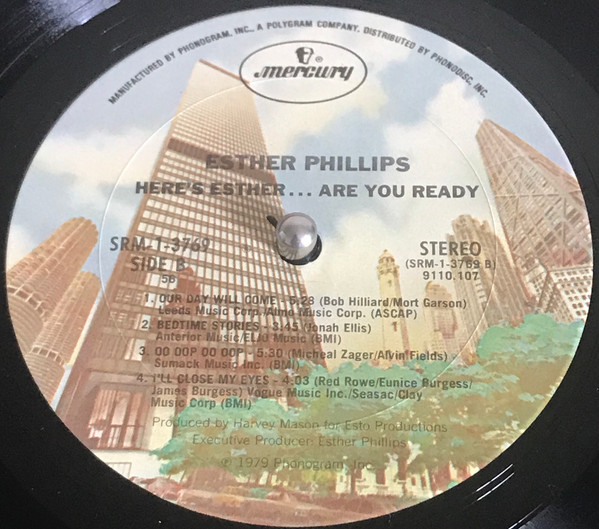 MANUFACTURED BY PHONOGRAM, INC., A POLYGRAM COMPANY, DISTRIBUTED BY PHONODISC, INC.
mercury
®
ESTHER PHILLIPS
HERE'S ESTHER... ARE YOU READY
SRM-1-3769
SIDE B
56
STEREO
(SRM-1-3769 B)
9110.107
1. OUR DAY WILL COME - 5:28 (Bob Hilliard/Mort Garson)
Leeds Music Corp./Almo Music Corp. (ASCAP)
2. BEDTIME STORIES - 3:45 (Jonah Ellis)
Anterior Music/ELJU Music (BMI)
3. OO OOP OO OOP - 5:30 (Micheal Zager/Alvin Fields)
Sumack Music Inc. (BMI)
4. I'LL CLOSE MY EYES - 4:03 (Red Rowe/Eunice Burgess/
James Burgess) Vogue Music Inc./Seasac/Clay
Music Corp (BMI)
Produced by Harvey Mason for Esto Productions
Executive Producer: Esther Phillips
© 1979 Phonogram, Inc.